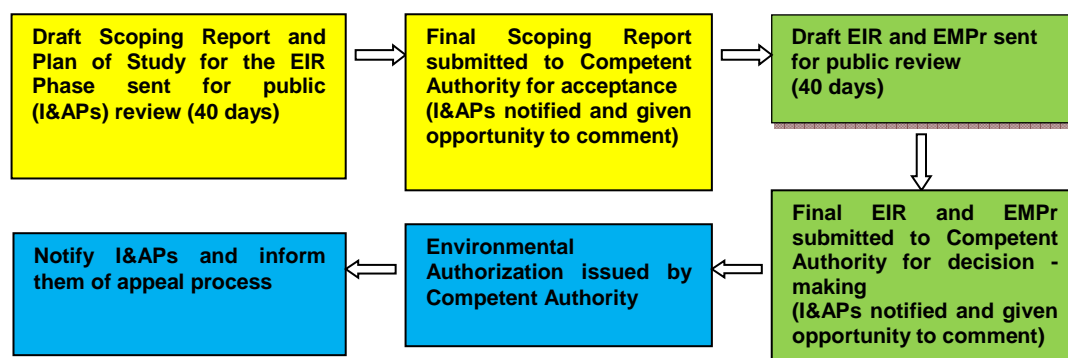 Draft Scoping Report and
Plan of Study for the EIR
Phase sent for public
(I&APs) review (40 days)
Final Scoping Report
submitted to Competent
Authority for acceptance
(I&APs notified and given
opportunity to comment)
Draft EIR and EMPr sent
for public review
(40 days)
Final EIR and EMPr
submitted to Competent
Authority for decision -
making
(I&APs notified and given
opportunity to comment)
Environmental
Authorization issued by
Competent Authority
Notify I&APs and inform
them of appeal process